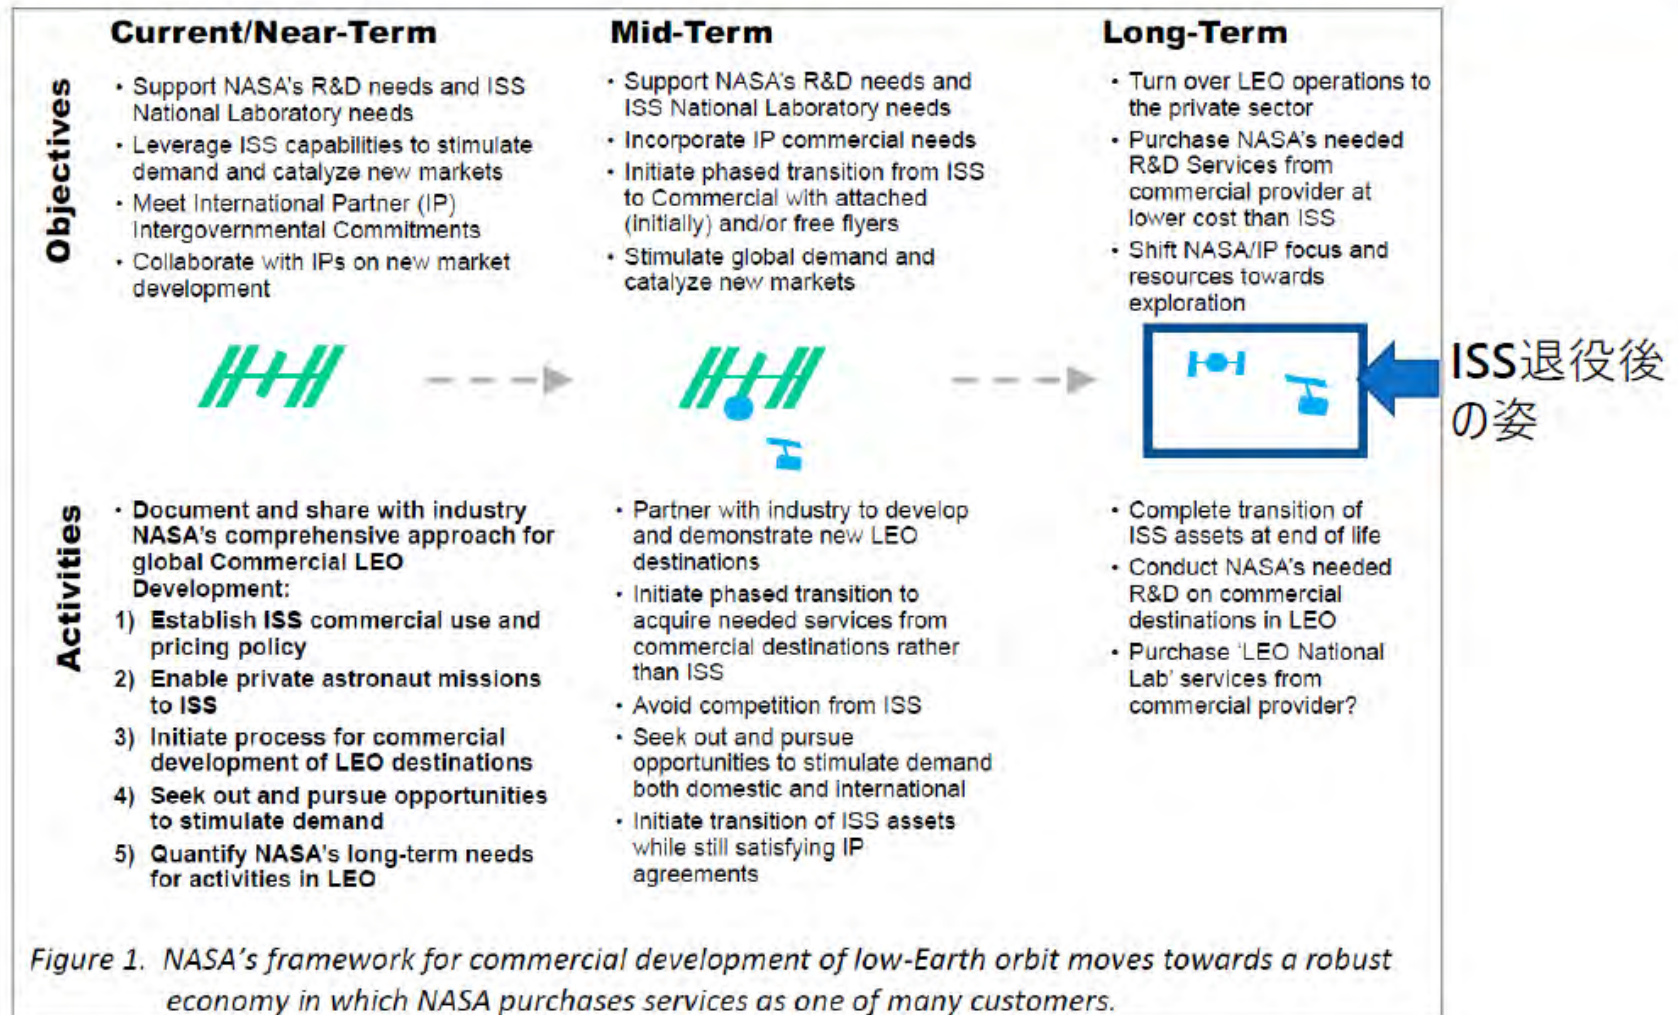 Current/Near-Term
Mid-Term
Long-Term
Objectives
• Support NASA's R&D needs and ISS
National Laboratory needs
• Leverage ISS capabilities to stimulate
demand and catalyze new markets
• Meet International Partner (IP)
Intergovernmental Commitments
• Collaborate with IPs on new market
development
• Support NASA's R&D needs and
ISS National Laboratory needs
• Incorporate IP commercial needs
• Initiate phased transition from ISS
to Commercial with attached
(initially) and/or free flyers
• Stimulate global demand and
catalyze new markets
• Turn over LEO operations to
the private sector
• Purchase NASA's needed
R&D Services from
commercial provider at
lower cost than ISS
• Shift NASA/IP focus and
resources towards
exploration
ISS退役後
の姿
Activities
• Document and share with industry
NASA's comprehensive approach for
global Commercial LEO
Development:
1) Establish ISS commercial use and
pricing policy
2) Enable private astronaut missions
to ISS
3) Initiate process for commercial
development of LEO destinations
4) Seek out and pursue opportunities
to stimulate demand
5) Quantify NASA's long-term needs
for activities in LEO
• Partner with industry to develop
and demonstrate new LEO
destinations
• Initiate phased transition to
acquire needed services from
commercial destinations rather
than ISS
• Avoid competition from ISS
• Seek out and pursue
opportunities to stimulate demand
both domestic and international
• Initiate transition of ISS assets
while still satisfying IP
agreements
• Complete transition of
ISS assets at end of life
• Conduct NASA's needed
R&D on commercial
destinations in LEO
• Purchase 'LEO National
Lab' services from
commercial provider?
Figure 1. NASA's framework for commercial development of low-Earth orbit moves towards a robust
economy in which NASA purchases services as one of many customers.